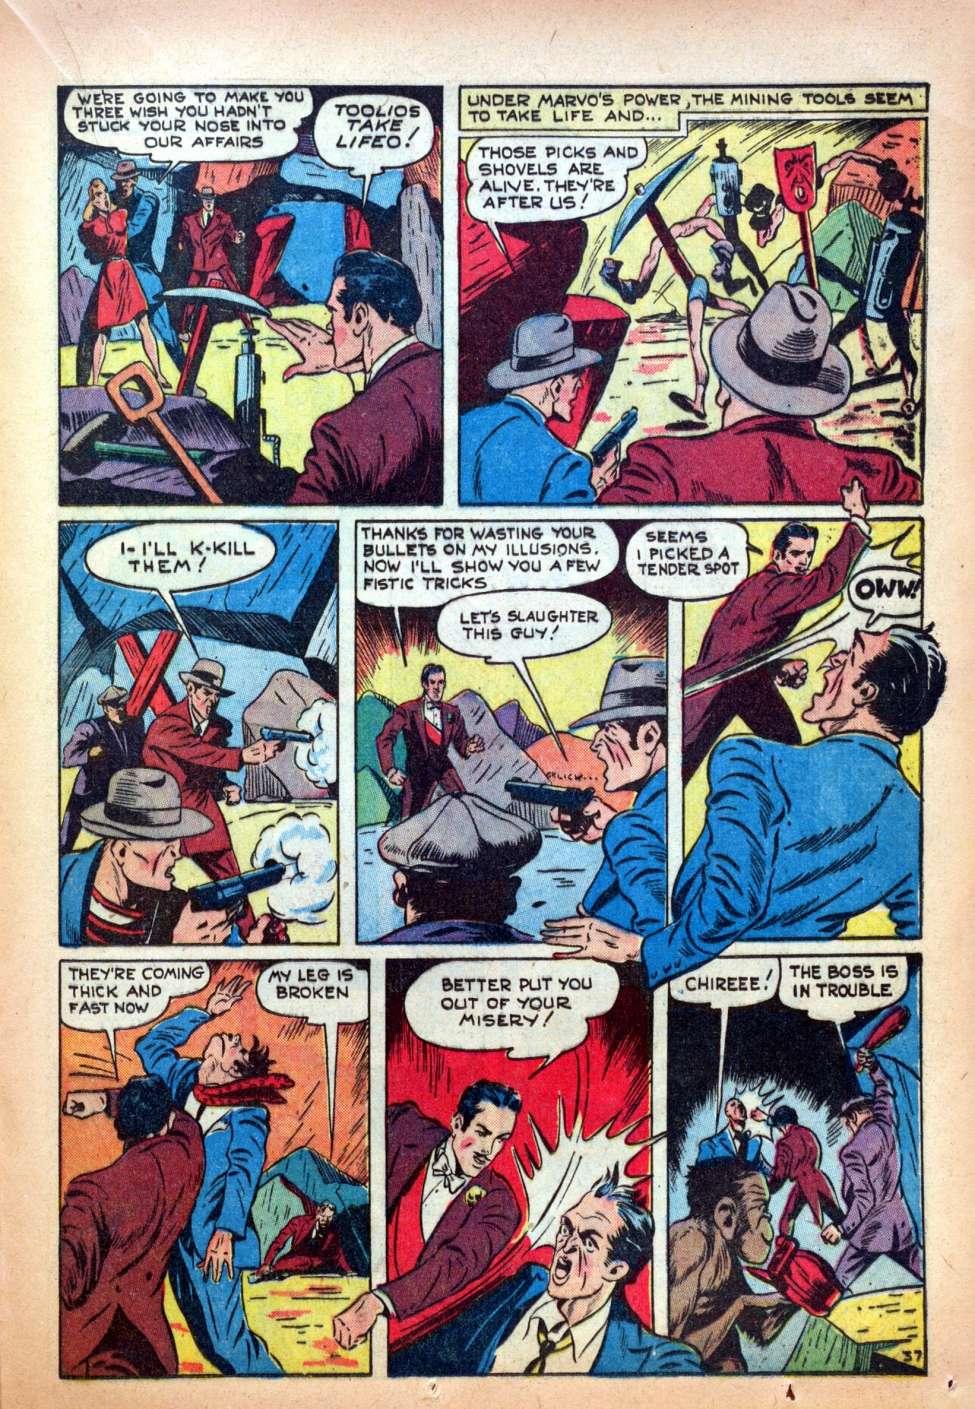 WE'RE GOING TO MAKE YOU
THREE WISH YOU HADN'T
STUCK YOUR NOSE INTO
OUR AFFAIRS
TOOLIOS
TAKE
LIFEO!
UNDER MARVO'S POWER, THE MINING TOOLS SEEM
TO TAKE LIFE AND...
THOSE PICKS AND
SHOVELS ARE
ALIVE. THEY'RE
AFTER US!
I-I'LL K-KILL
THEM!
THANKS FOR WASTING YOUR
BULLETS ON MY ILLUSIONS.
NOW I'LL SHOW YOU A FEW
FISTIC TRICKS
LET'S SLAUGHTER
THIS GUY!
CLICK...
SEEMS
I PICKED A
TENDER SPOT
OWW!
THEY'RE COMING
THICK AND
FAST NOW
MY LEG IS
BROKEN
BETTER PUT YOU
OUT OF YOUR
MISERY!
CHIREEE!
THE BOSS IS
IN TROUBLE
37